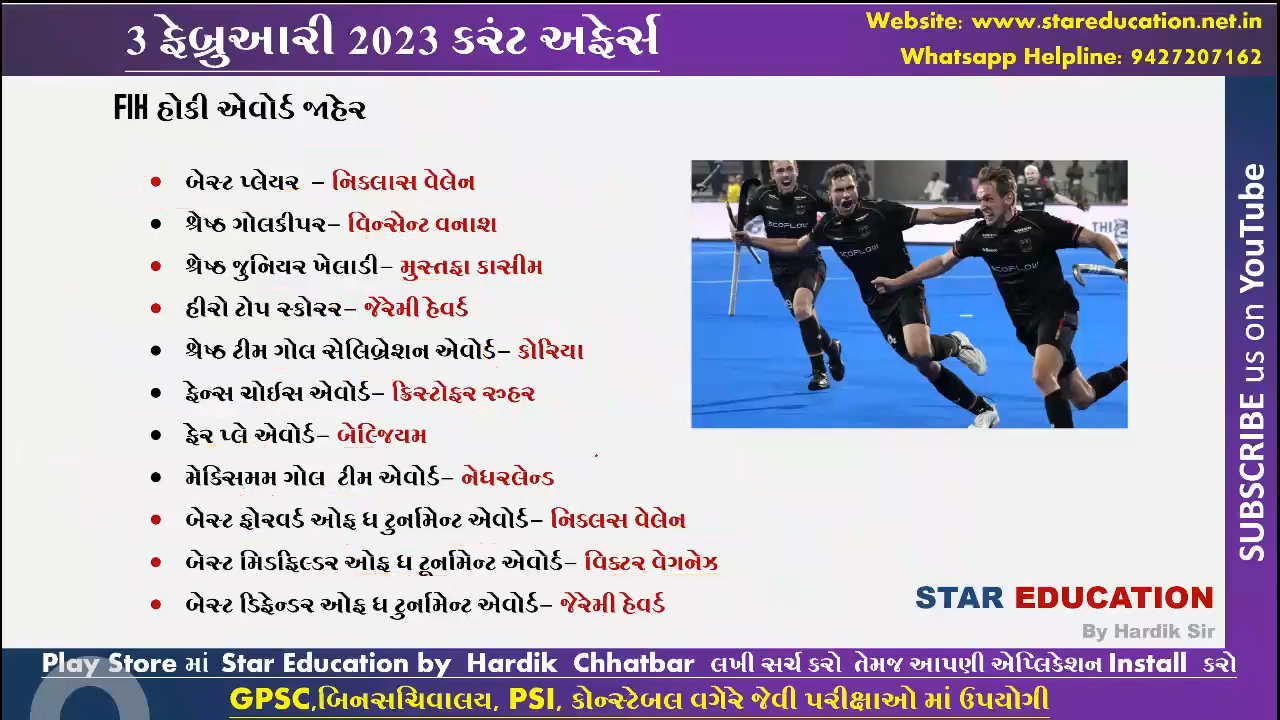 3 ફેબ્રુઆરી 2023 કરંટ અફેર્સ
Website: www.stareducation.net.in
Whatsapp Helpline: 9427207162
FIH હોકી એવોર્ડ જાહેર
• બેસ્ટ પ્લેયર – નિકલાસ વેલેન
• શ્રેષ્ઠ ગોલકીપર– વિન્સેન્ટ વનાશ
• શ્રેષ્ઠ જુનિયર ખેલાડી– મુસ્તફા કાસીમ
• હીરો ટોપ સ્કોરર– જેરેમી હેવર્ડ
• શ્રેષ્ઠ ટીમ ગોલ સેલિબ્રેશન એવોર્ડ– કોરિયા
• ફેન્સ ચોઈસ એવોર્ડ– ક્રિસ્ટોફર રુહર
• ફેર પ્લે એવોર્ડ– બેલ્જિયમ
• મેક્સિમમ ગોલ ટીમ એવોર્ડ– નેધરલેન્ડ
• બેસ્ટ ફોરવર્ડ ઓફ ધ ટુર્નામેન્ટ એવોર્ડ– નિકલસ વેલેન
• બેસ્ટ મિડફિલ્ડર ઓફ ધ ટૂર્નામેન્ટ એવોર્ડ– વિક્ટર વેગનેઝ
• બેસ્ટ ડિફેન્ડર ઓફ ધ ટુર્નામેન્ટ એવોર્ડ– જેરેમી હેવર્ડ
SUBSCRIBE us on YouTube
STAR EDUCATION
By Hardik Sir
Play Store માં Star Education by Hardik Chhatbar લખી સર્ચ કરો તેમજ આપણી એપ્લિકેશન Install કરો
GPSC,બિનસચિવાલય, PSI, કોન્સ્ટેબલ વગેરે જેવી પરીક્ષાઓ માં ઉપયોગી